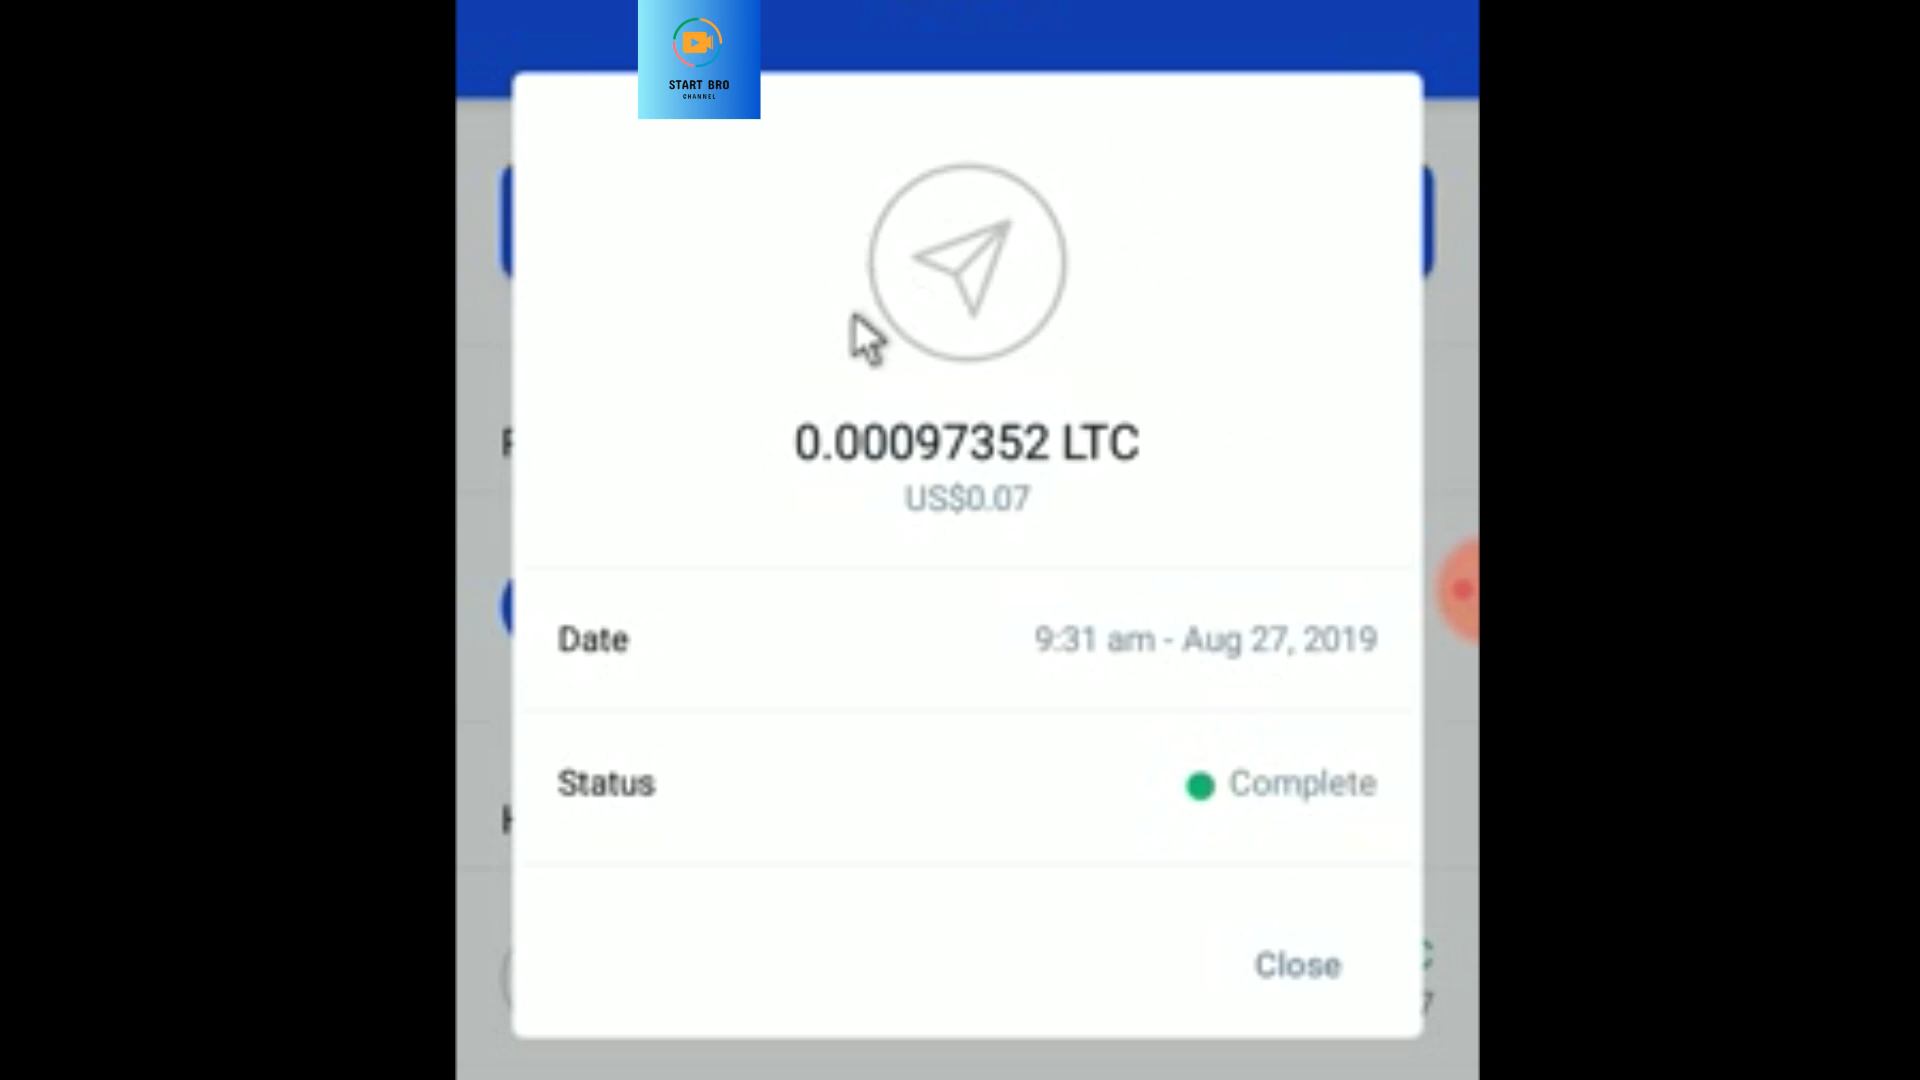 START BRO
CHANNEL
0.00097352 LTC
US$0.07
Date
9:31 am - Aug 27, 2019
Status
Complete
Close